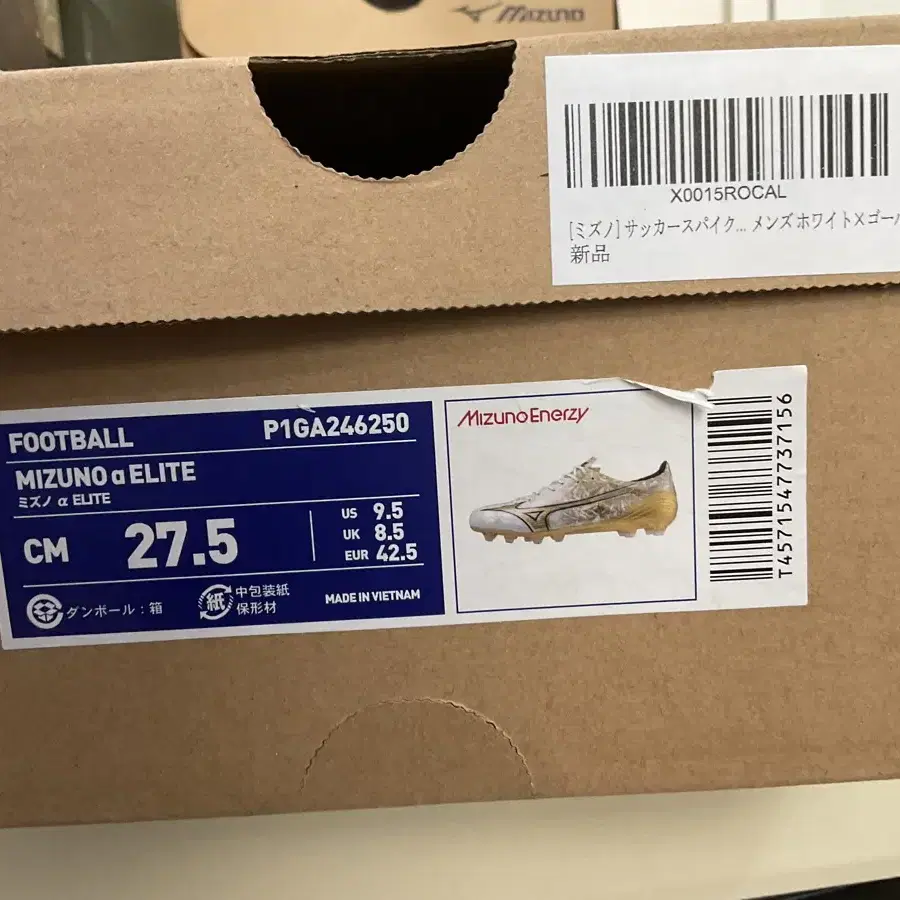 MIZUNO
X0015ROCAL
[ミズノ] サッカースパイク... メンズ ホワイト×ゴー
新品
FOOTBALL
P1GA246250
MIZUNO α ELITE
ミズノ α ELITE
CM 27.5
US 9.5
UK 8.5
EUR 42.5
ダンボール：箱
紙
中包装紙
保形材
MADE IN VIETNAM
MIZUNO ENERZY
T4571547737156